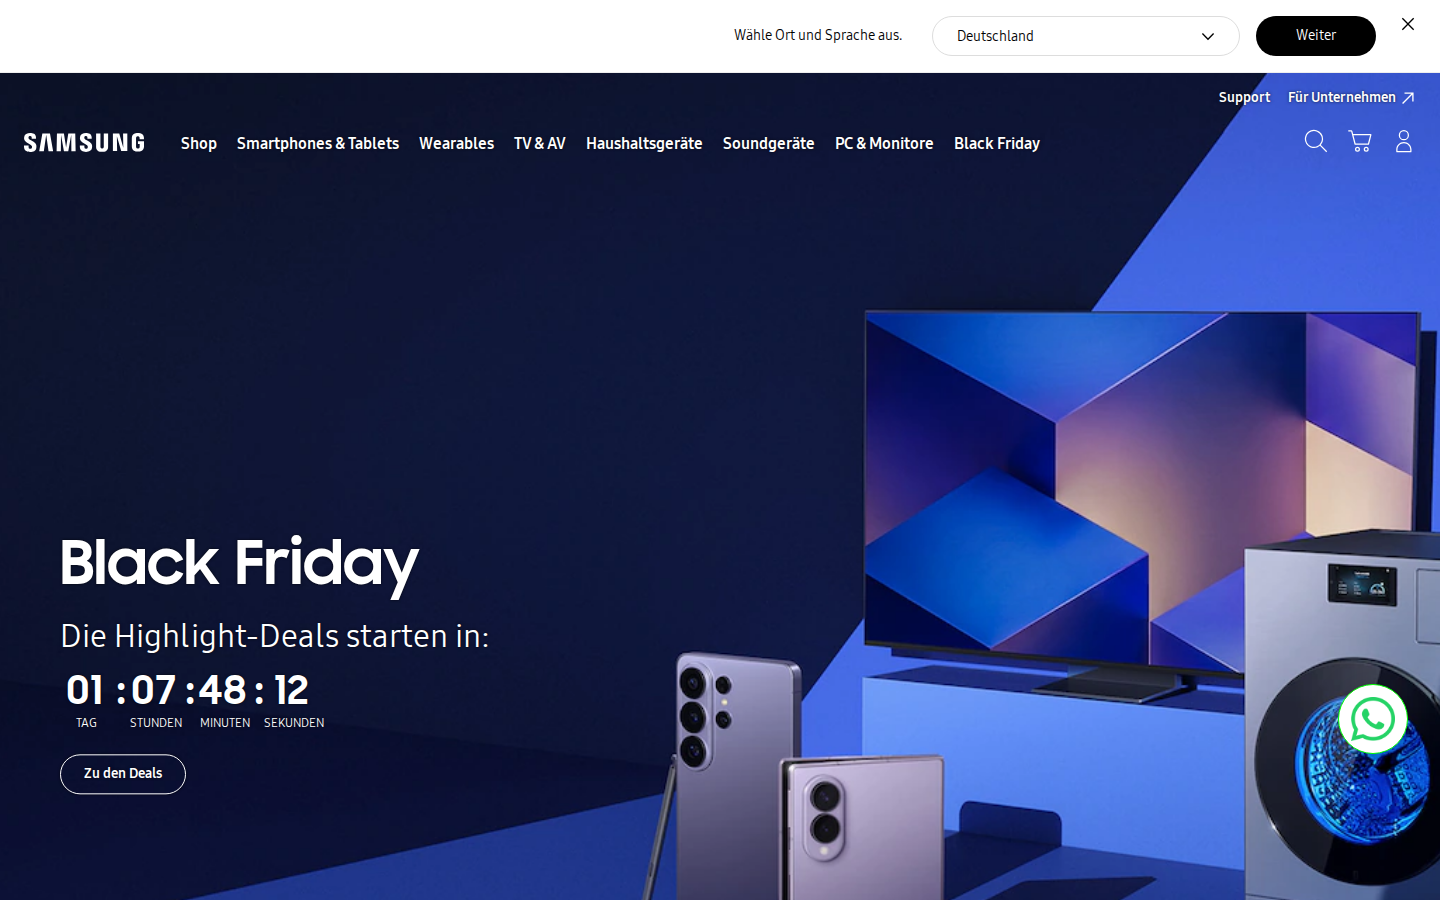 Wähle Ort und Sprache aus.
Deutschland
Weiter
Support
Für Unternehmen
SAMSUNG
Shop
Smartphones & Tablets
Wearables
TV & AV
Haushaltsgeräte
Soundgeräte
PC & Monitore
Black Friday
Black Friday
Die Highlight-Deals starten in:
01 : 07 : 48 : 12
TAG STUNDEN MINUTEN SEKUNDEN
Zu den Deals